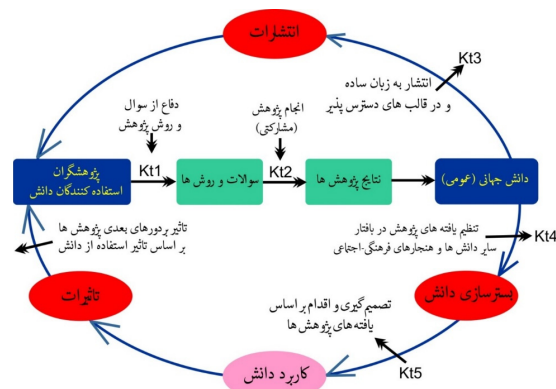 انتشارات
Kt3
انتشار به زبان ساده
و در قالب های دسترس پذیر
انجام پژوهش
(مشارکتی)
دفاع از سوال
و روش پژوهش
پژوهشگران
استفاده کنندگان دانش
Kt1
سوالات و روش ها
Kt2
نتایج پژوهش ها
دانش جهانی (عمومی)
تنظیم یافته های پژوهش در بافتار
سایر دانش ها و هنجارهای فرهنگی-اجتماعی
Kt4
تاثیر بردورهای بعدی پژوهش ها
بر اساس تاثیر استفاده از دانش
تاثیرات
بسترسازی دانش
تصمیم گیری و اقدام بر اساس
یافته های پژوهش ها
Kt5
کاربرد دانش